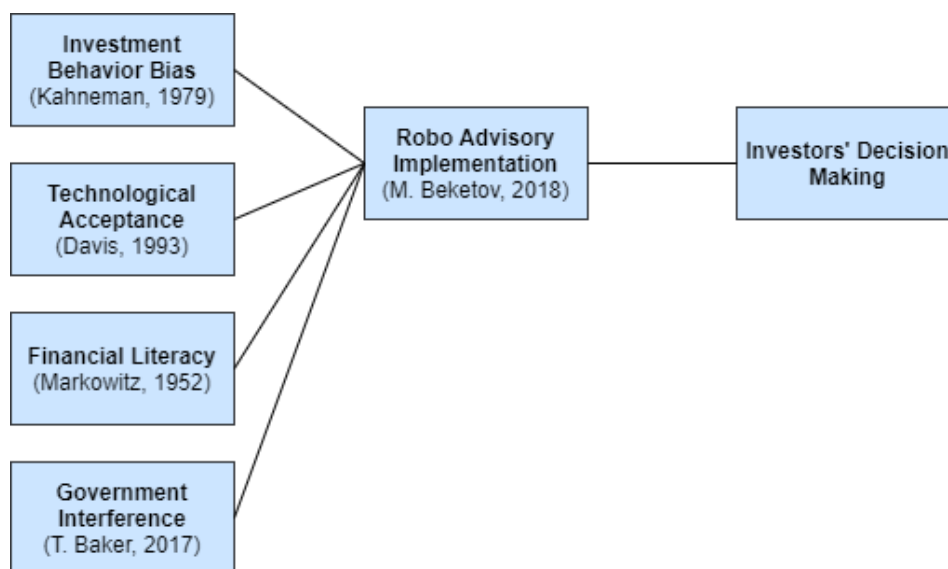 Investment
Behavior Bias
(Kahneman, 1979)
Technological
Acceptance
(Davis, 1993)
Financial Literacy
(Markowitz, 1952)
Government
Interference
(T. Baker, 2017)
Robo Advisory
Implementation
(M. Beketov, 2018)
Investors' Decision
Making